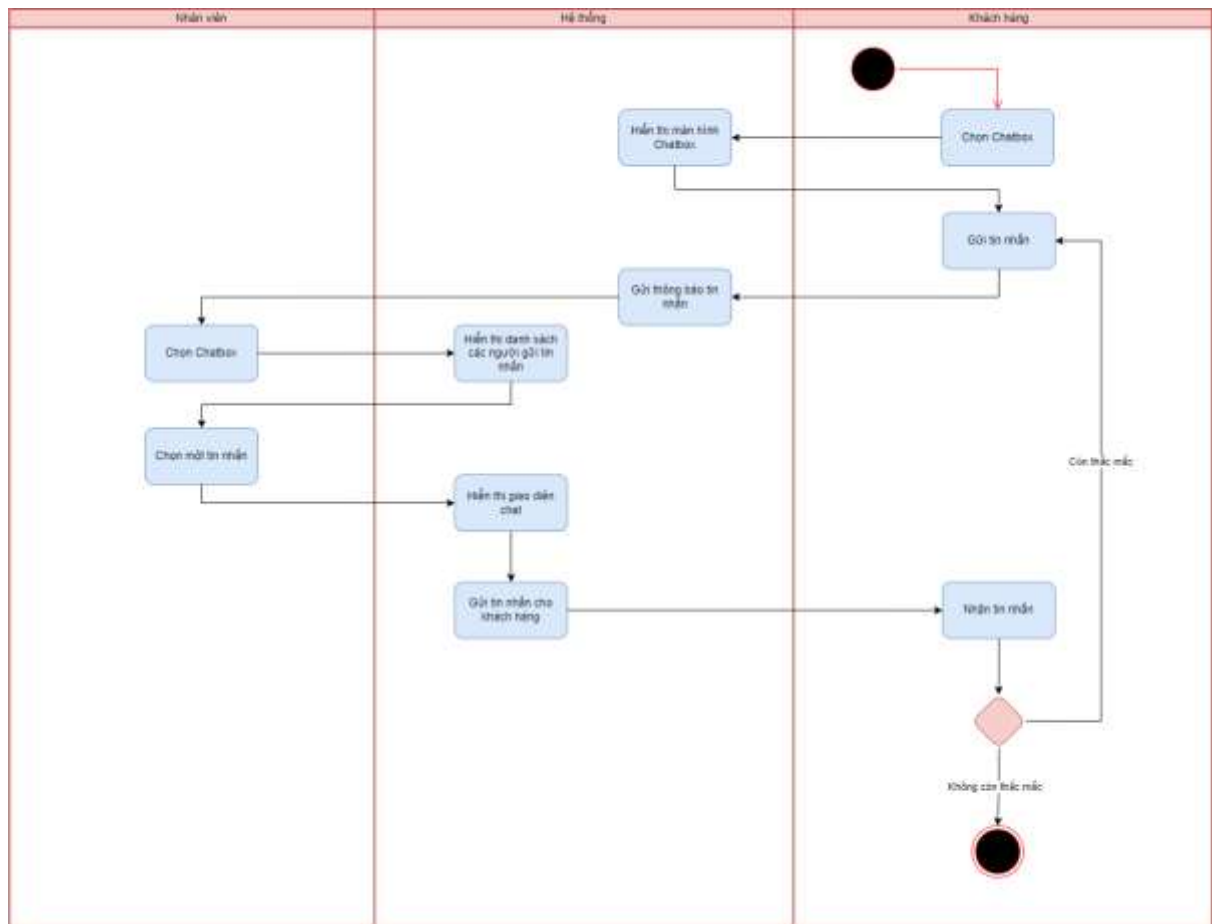 Nhân viên
Hệ thống
Khách hàng
Hiển thị màn hình
Chatbox
Chọn Chatbox
Gửi tin nhắn
Gửi thông báo tin
nhắn
Chọn Chatbox
Hiển thị danh sách
các người gửi tin
nhắn
Chọn một tin nhắn
Còn thắc mắc
Hiển thị giao diện
chat
Gửi tin nhắn cho
khách hàng
Nhận tin nhắn
Không còn thắc mắc